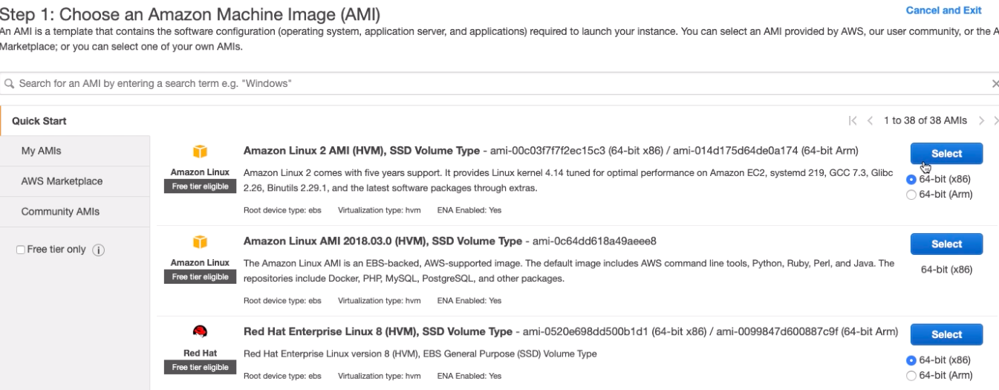 Step 1: Choose an Amazon Machine Image (AMI)
Cancel and Exit
An AMI is a template that contains the software configuration (operating system, application server, and applications) required to launch your instance. You can select an AMI provided by AWS, our user community, or the A
Marketplace; or you can select one of your own AMIs.
Search for an AMI by entering a search term e.g. "Windows"
Quick Start
1 to 38 of 38 AMIs
My AMIs
AWS Marketplace
Community AMIs
Free tier only
Amazon Linux
Free tier eligible
Amazon Linux 2 AMI (HVM), SSD Volume Type - ami-00c03f7f7f2ec15c3 (64-bit x86) / ami-014d175d64de0a174 (64-bit Arm)
Amazon Linux 2 comes with five years support. It provides Linux kernel 4.14 tuned for optimal performance on Amazon EC2, systemd 219, GCC 7.3, Glibc
2.26, Binutils 2.29.1, and the latest software packages through extras.
Root device type: ebs Virtualization type: hvm ENA Enabled: Yes
Select
64-bit (x86)
64-bit (Arm)
Amazon Linux
Free tier eligible
Amazon Linux AMI 2018.03.0 (HVM), SSD Volume Type - ami-0c64dd618a49aeee8
The Amazon Linux AMI is an EBS-backed, AWS-supported image. The default image includes AWS command line tools, Python, Ruby, Perl, and Java. The
repositories include Docker, PHP, MySQL, PostgreSQL, and other packages.
Root device type: ebs Virtualization type: hvm ENA Enabled: Yes
Select
64-bit (x86)
Red Hat
Free tier eligible
Red Hat Enterprise Linux 8 (HVM), SSD Volume Type - ami-0520e698dd500b1d1 (64-bit x86) / ami-0099847d600887c9f (64-bit Arm)
Red Hat Enterprise Linux version 8 (HVM), EBS General Purpose (SSD) Volume Type
Root device type: ebs Virtualization type: hvm ENA Enabled: Yes
Select
64-bit (x86)
64-bit (Arm)